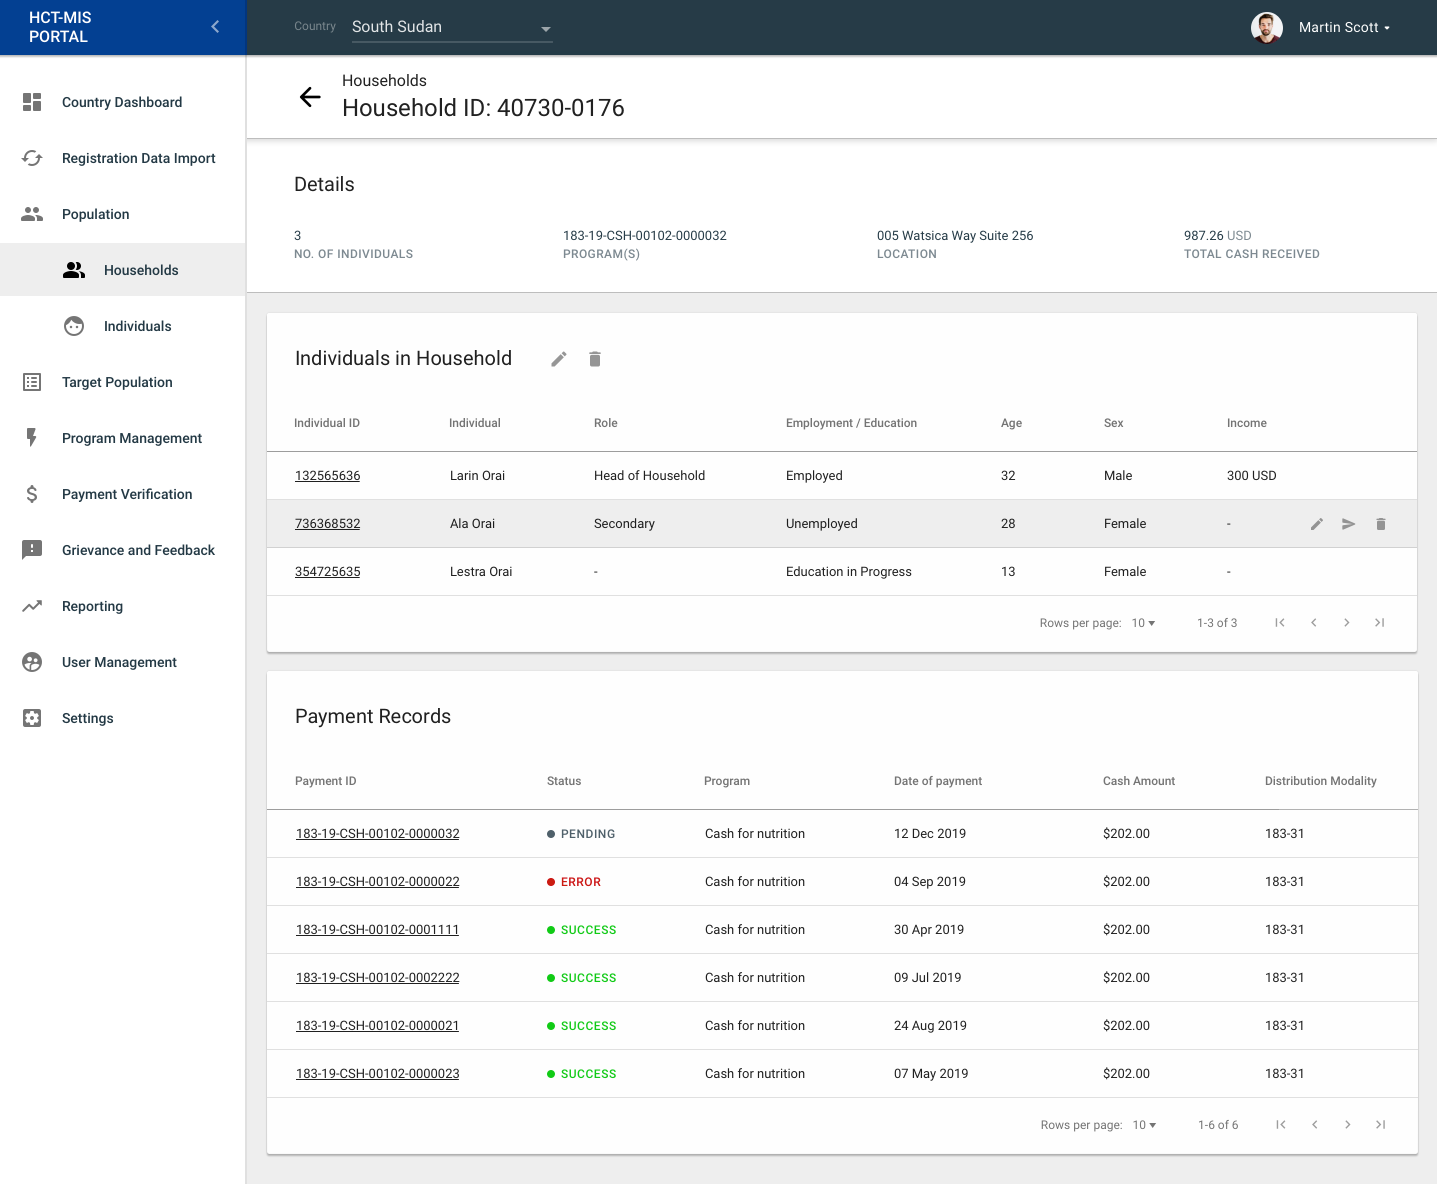 HCT-MIS
PORTAL
Country South Sudan
Martin Scott
Country Dashboard
Registration Data Import
Population
Households
Individuals
Target Population
Program Management
Payment Verification
Grievance and Feedback
Reporting
User Management
Settings
Households
Household ID: 40730-0176
Details
3 183-19-CSH-00102-0000032 005 Watsica Way Suite 256 987.26 USD
NO. OF INDIVIDUALS PROGRAM(S) LOCATION TOTAL CASH RECEIVED
Individuals in Household
Individual ID Individual Role Employment / Education Age Sex Income
132565636 Larin Orai Head of Household Employed 32 Male 300 USD
736368532 Ala Orai Secondary Unemployed 28 Female -
354725635 Lestra Orai - Education in Progress 13 Female -
Rows per page: 10 1-3 of 3
Payment Records
Payment ID Status Program Date of payment Cash Amount Distribution Modality
183-19-CSH-00102-0000032 PENDING Cash for nutrition 12 Dec 2019 $202.00 183-31
183-19-CSH-00102-0000022 ERROR Cash for nutrition 04 Sep 2019 $202.00 183-31
183-19-CSH-00102-0001111 SUCCESS Cash for nutrition 30 Apr 2019 $202.00 183-31
183-19-CSH-00102-0002222 SUCCESS Cash for nutrition 09 Jul 2019 $202.00 183-31
183-19-CSH-00102-0000021 SUCCESS Cash for nutrition 24 Aug 2019 $202.00 183-31
183-19-CSH-00102-0000023 SUCCESS Cash for nutrition 07 May 2019 $202.00 183-31
Rows per page: 10 1-6 of 6